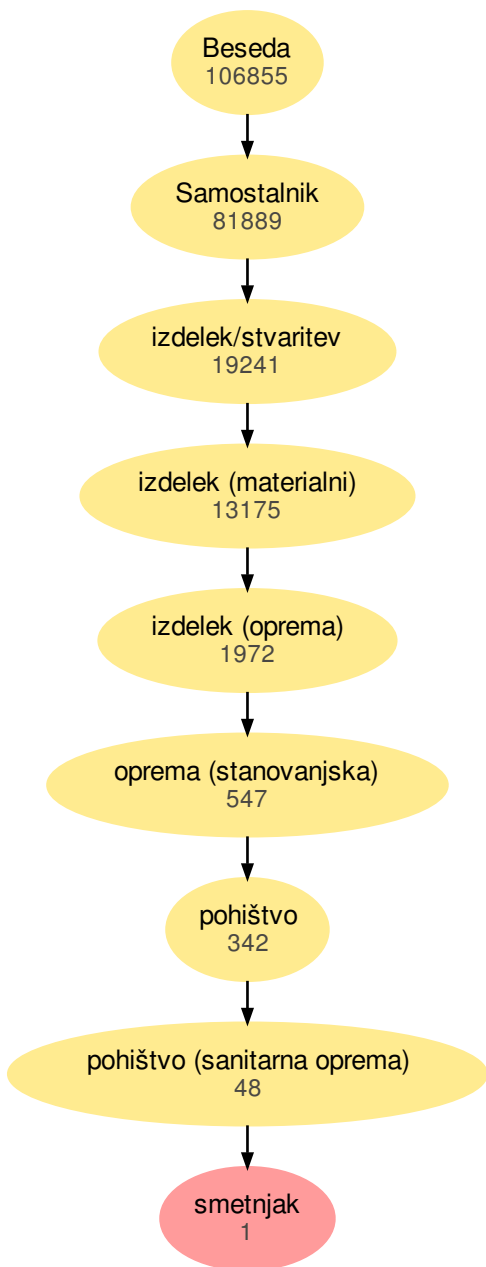 Beseda
106855
Samostalnik
81889
izdelek/stvaritev
19241
izdelek (materialni)
13175
izdelek (oprema)
1972
oprema (stanovanjska)
547
pohištvo
342
pohištvo (sanitarna oprema)
48
smetnjak
1